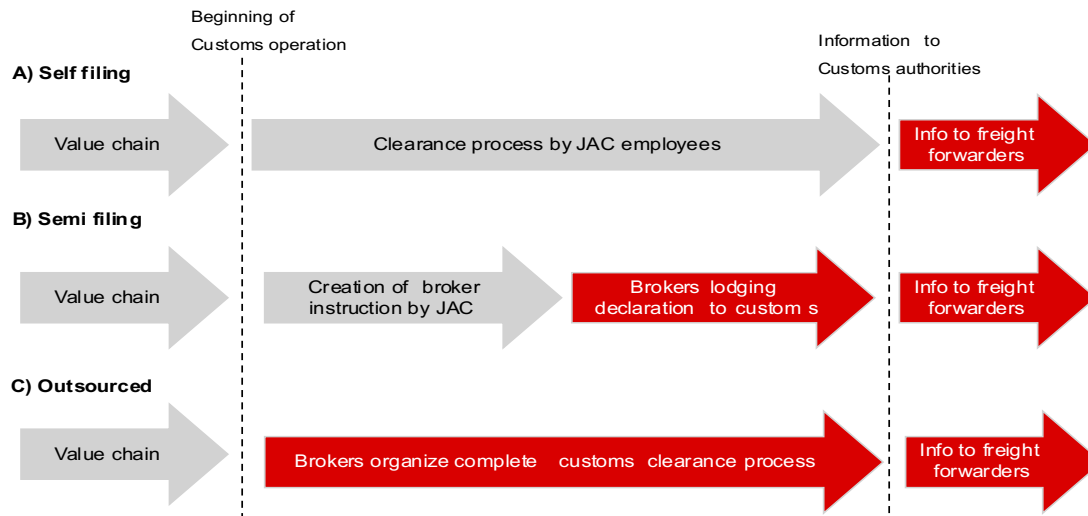 Beginning of
Customs operation
Information to
Customs authorities
A) Self filing
Value chain
Clearance process by JAC employees
Info to freight
forwarders
B) Semi filing
Value chain
Creation of broker
instruction by JAC
Brokers lodging
declaration to custom s
Info to freight
forwarders
C) Outsourced
Value chain
Brokers organize complete customs clearance process
Info to freight
forwarders